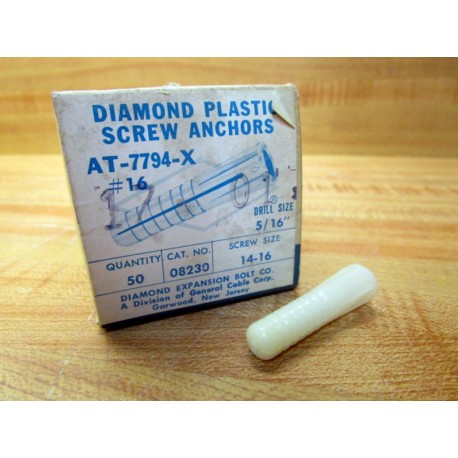 DIAMOND PLASTIC
SCREW ANCHORS
AT-7794-X
#16
DRILL SIZE
5/16"
QUANTITY
50
CAT. NO.
08230
SCREW SIZE
14-16
DIAMOND EXPANSION BOLT CO.
A Division of General Cable Corp.
Garwood, New Jersey